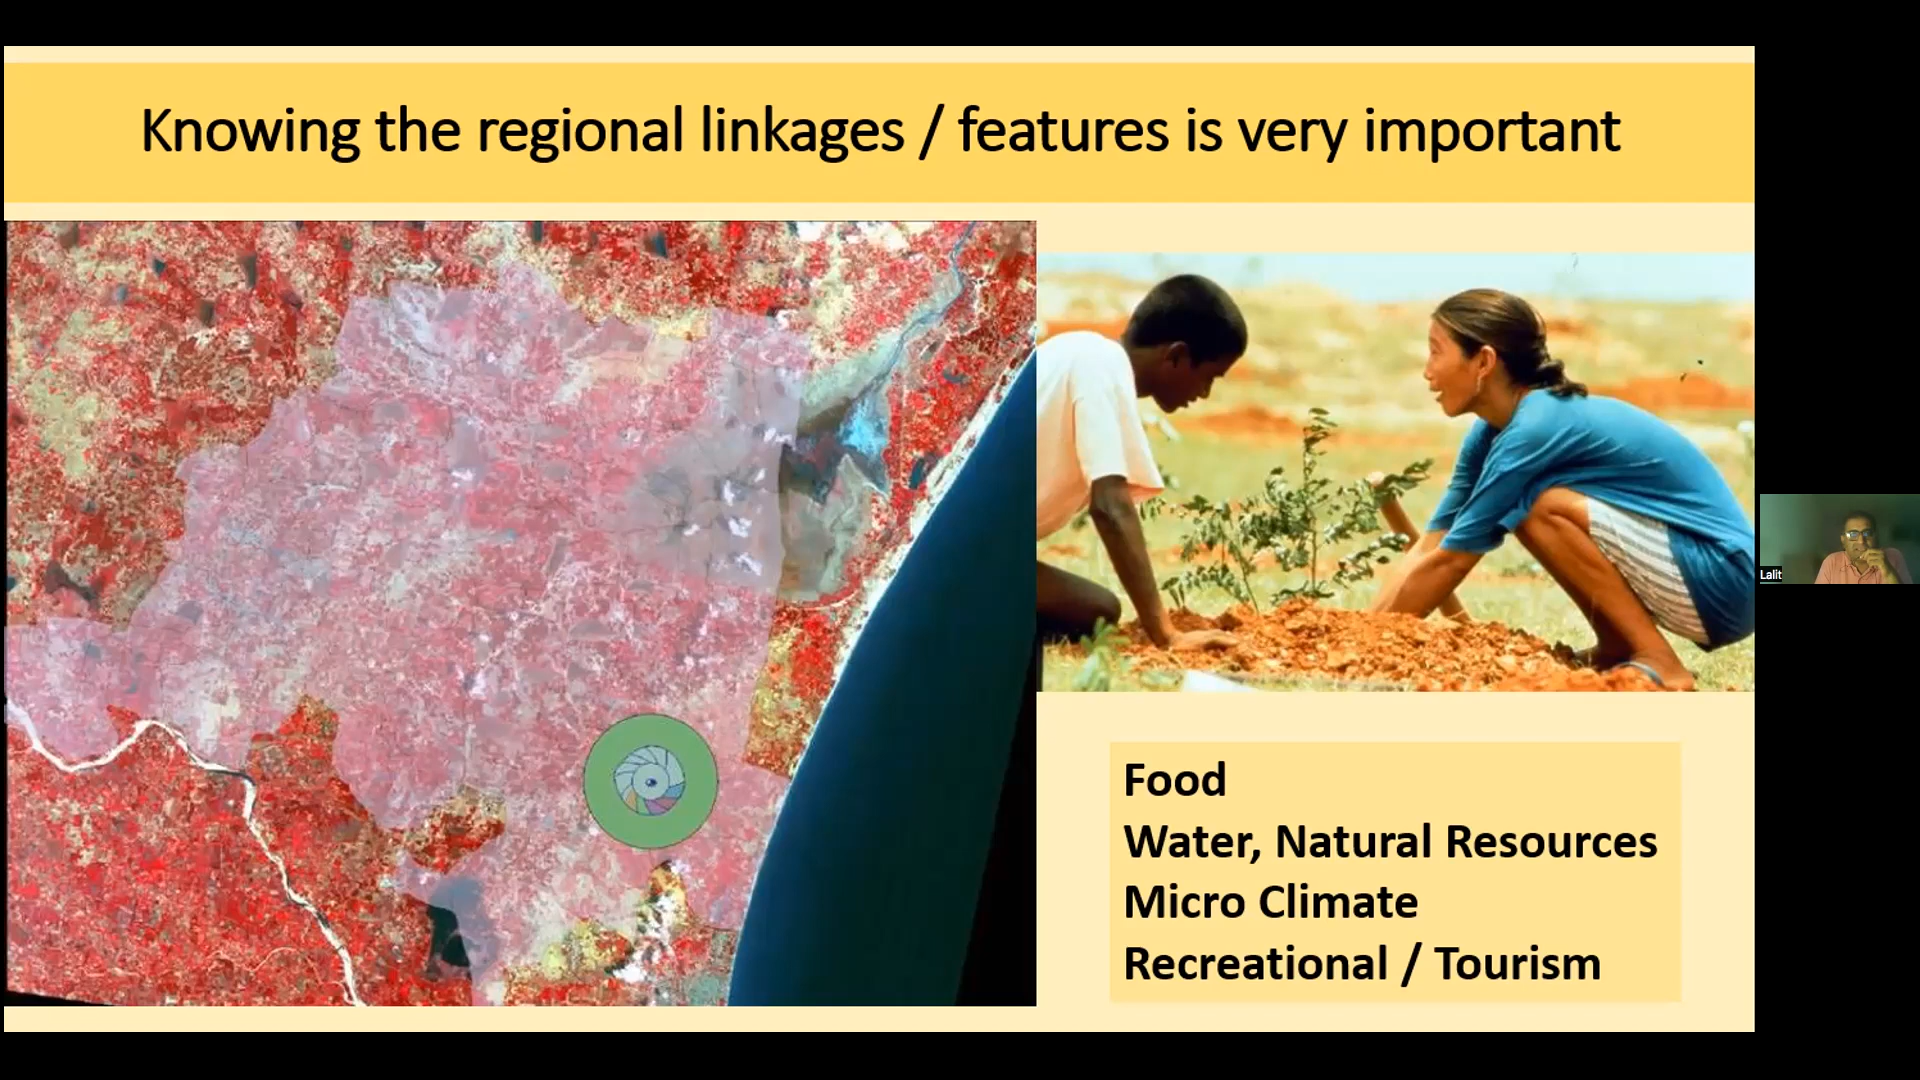 Knowing the regional linkages / features is very important
Food
Water, Natural Resources
Micro Climate
Recreational / Tourism
Lalit